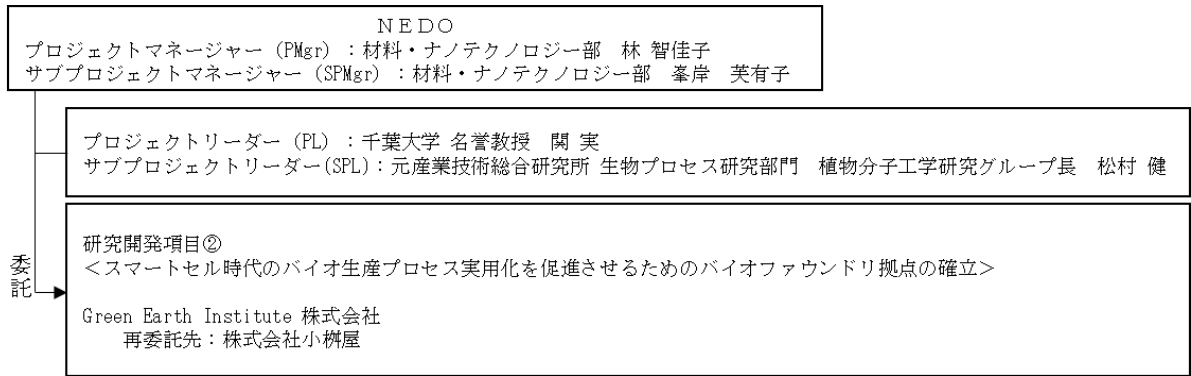 ＮＥＤＯ
プロジェクトマネージャー (PMgr) ：材料・ナノテクノロジー部　林 智佳子
サブプロジェクトマネージャー (SPMgr) ：材料・ナノテクノロジー部　峯岸　芙有子
プロジェクトリーダー (PL) ：千葉大学 名誉教授　関 実
サブプロジェクトリーダー(SPL)：元産業技術総合研究所 生物プロセス研究部門　植物分子工学研究グループ長　松村 健
委託
研究開発項目②
＜スマートセル時代のバイオ生産プロセス実用化を促進させるためのバイオファウンドリ拠点の確立＞
Green Earth Institute 株式会社
再委託先：株式会社小桝屋